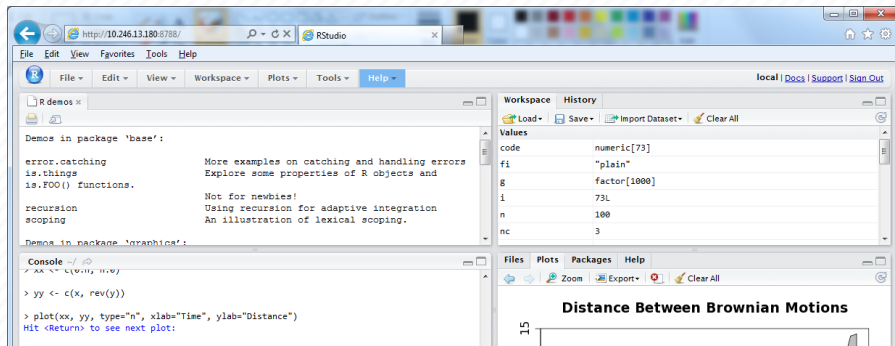 http://10.246.13.180:8788/
RStudio
File Edit View Favorites Tools Help
R File Edit View Workspace Plots Tools Help local | Docs | Support | Sign Out
R demos
Demos in package 'base':
error.catching More examples on catching and handling errors
is.things Explore some properties of R objects and
is.FOO() functions.
Not for newbies!
recursion Using recursion for adaptive integration
scoping An illustration of lexical scoping.
Demos in package 'graphics':
Workspace History
Load Save Import Dataset Clear All
Values
code numeric[73]
fi "plain"
g factor[1000]
i 73L
n 100
nc 3
Console ~/
> xx <- c(0:n, n:0)
> yy <- c(x, rev(y))
> plot(xx, yy, type="n", xlab="Time", ylab="Distance")
Hit <Return> to see next plot:
Files Plots Packages Help
Zoom Export Clear All
Distance Between Brownian Motions
15